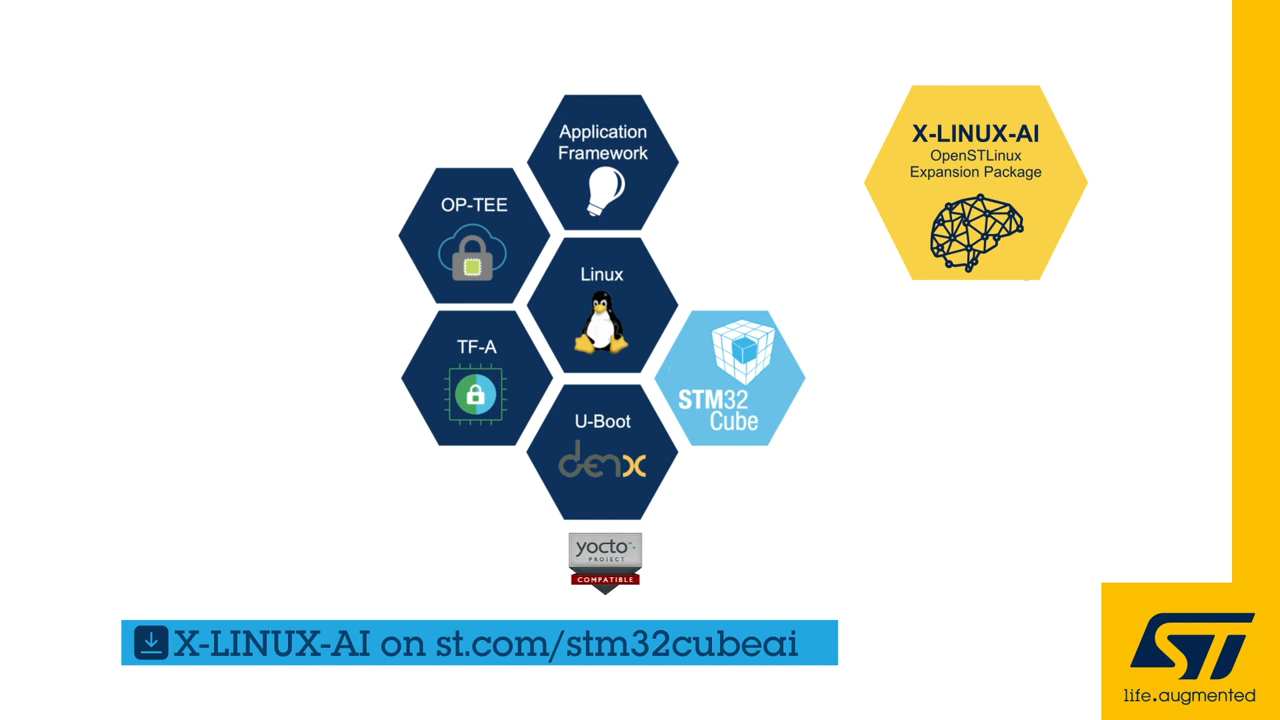 Application
Framework
X-LINUX-AI
OpenSTLinux
Expansion Package
OP-TEE
Linux
TF-A
STM32
Cube
U-Boot
denx
yocto
PROJECT
COMPATIBLE
X-LINUX-AI on st.com/stm32cubeai
ST
life.augmented